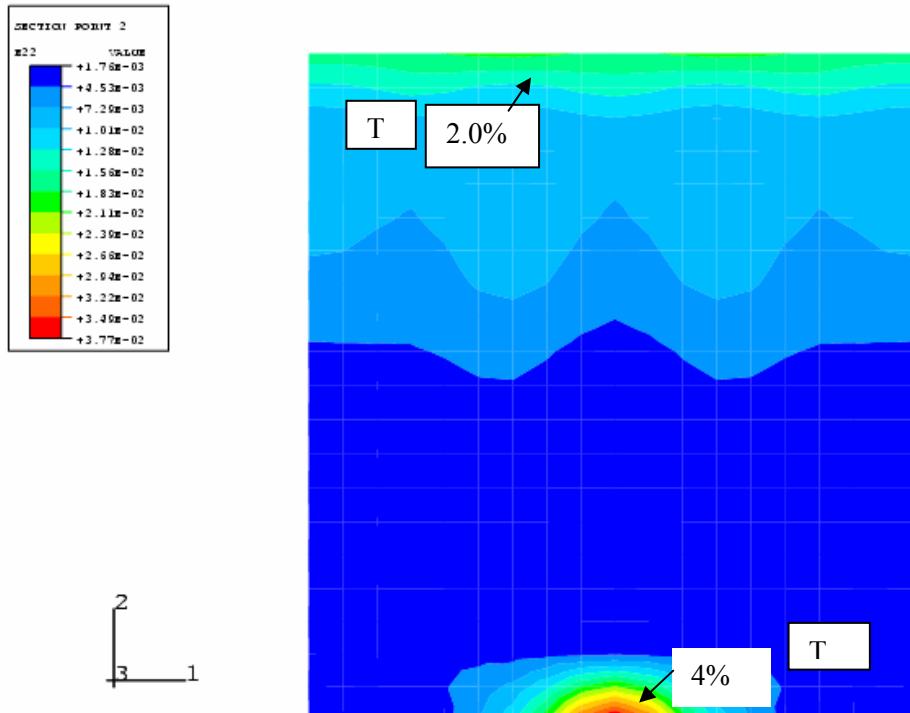 SECTION POINT 2
E22 VALUE
+1.76E-03
+4.53E-03
+7.29E-03
+1.01E-02
+1.28E-02
+1.56E-02
+1.83E-02
+2.11E-02
+2.39E-02
+2.66E-02
+2.94E-02
+3.22E-02
+3.49E-02
+3.77E-02
T
2.0%
T
4%
2
3 1